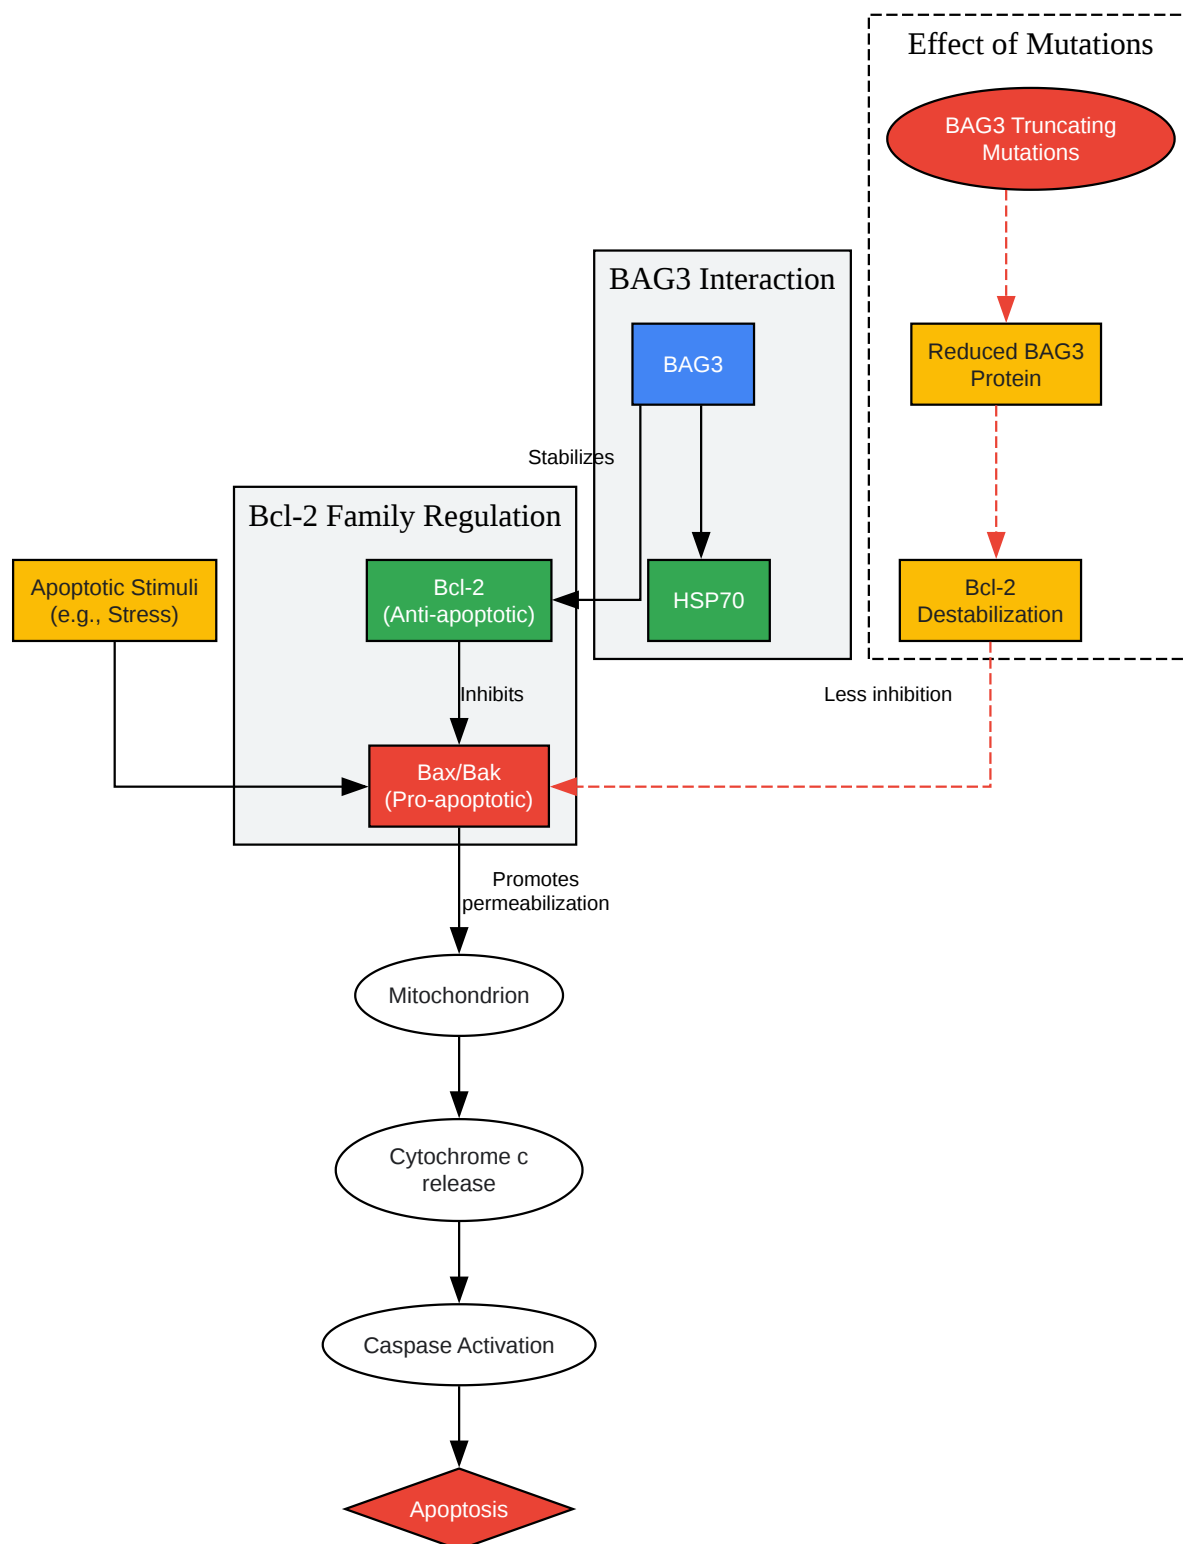 Effect of Mutations
BAG3 Truncating
Mutations
BAG3 Interaction
BAG3
Reduced BAG3
Protein
Stabilizes
Bcl-2 Family Regulation
Apoptotic Stimuli
(e.g., Stress)
Bcl-2
(Anti-apoptotic)
HSP70
Bcl-2
Destabilization
Inhibits
Less inhibition
Bax/Bak
(Pro-apoptotic)
Promotes
permeabilization
Mitochondrion
Cytochrome c
release
Caspase Activation
Apoptosis